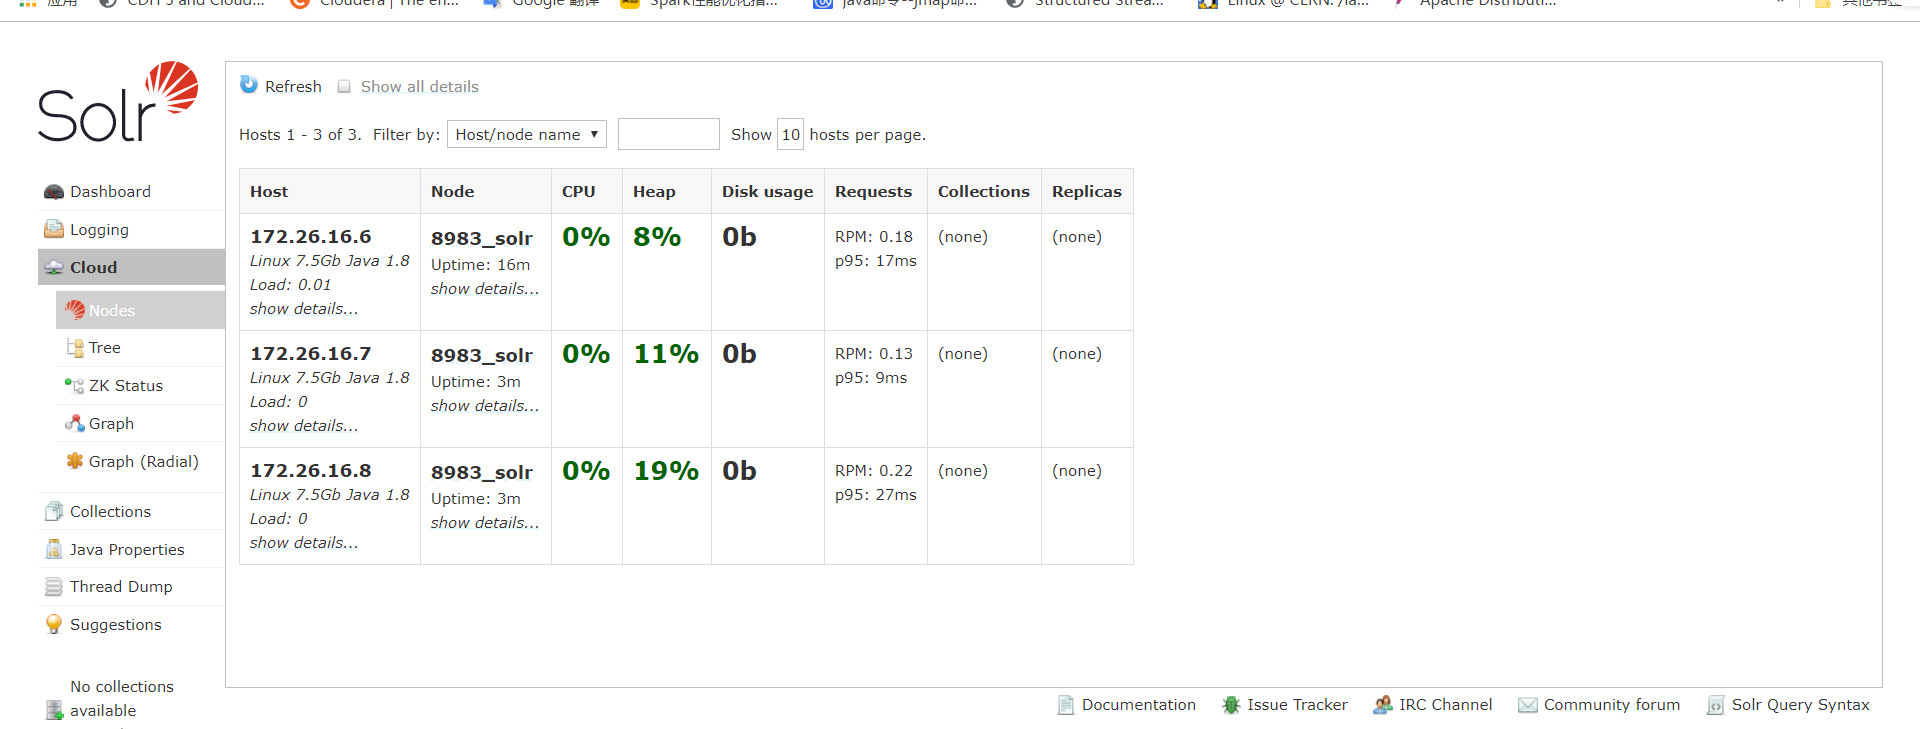 应用 CDH 5 and Cloud... Cloudera | The en... Google 翻译 Spark性能优化指... java命令--jmap命... Structured Strea... Linux @ CERN: /la... Apache Distributi... 其他书签
Solr
Refresh Show all details
Hosts 1 - 3 of 3. Filter by: Host/node name Show 10 hosts per page.
Host Node CPU Heap Disk usage Requests Collections Replicas
172.26.16.6 8983_solr 0% 8% 0b RPM: 0.18 (none) (none)
Linux 7.5Gb Java 1.8 Uptime: 16m p95: 17ms
Load: 0.01 show details...
show details...
172.26.16.7 8983_solr 0% 11% 0b RPM: 0.13 (none) (none)
Linux 7.5Gb Java 1.8 Uptime: 3m p95: 9ms
Load: 0 show details...
show details...
172.26.16.8 8983_solr 0% 19% 0b RPM: 0.22 (none) (none)
Linux 7.5Gb Java 1.8 Uptime: 3m p95: 27ms
Load: 0 show details...
show details...
Dashboard
Logging
Cloud
Nodes
Tree
ZK Status
Graph
Graph (Radial)
Collections
Java Properties
Thread Dump
Suggestions
No collections
available
Documentation Issue Tracker IRC Channel Community forum Solr Query Syntax